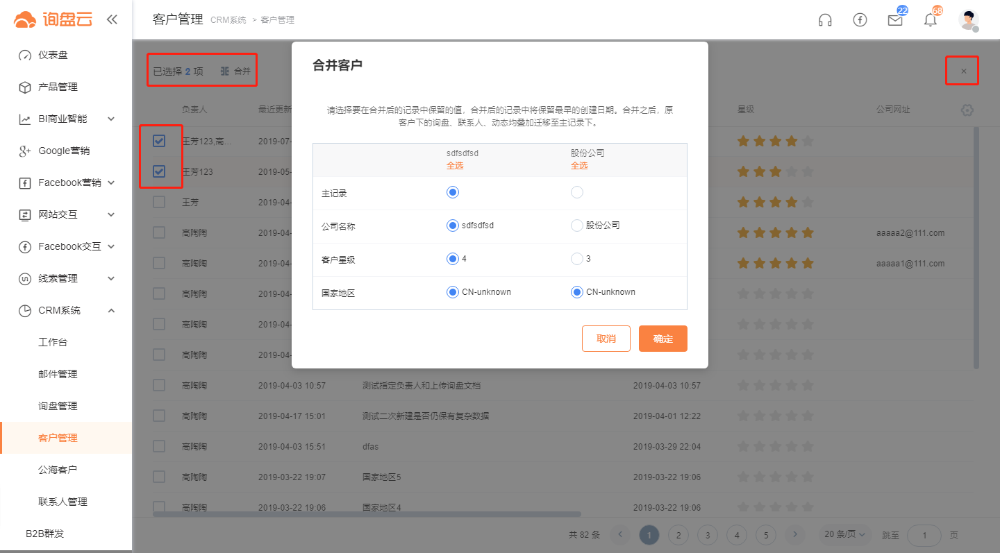 询盘云
客户管理 CRM系统 > 客户管理
22
68
仪表盘
产品管理
BI商业智能
Google营销
Facebook营销
网站交互
Facebook交互
线索管理
CRM系统
工作台
邮件管理
询盘管理
客户管理
公海客户
联系人管理
B2B群发
已选择 2 项 合并
×
负责人 最近更新 星级 公司网址
王芳123,高... 2019-07-
王芳123 2019-05-
王芳 2019-04-
高陶陶 2019-04- aaaaa2@111.com
高陶陶 2019-04- aaaaa1@111.com
高陶陶 2019-04-
高陶陶 2019-04-
高陶陶 2019-04-
高陶陶 2019-04-03 10:57 测试指定负责人和上传询盘文档 2019-04-03 10:57
高陶陶 2019-04-17 15:01 测试二次新建是否仍保有复杂数据 2019-04-01 12:22
高陶陶 2019-04-03 15:51 dfas 2019-03-29 22:04
高陶陶 2019-03-22 19:07 国家地区5 2019-03-22 19:06
高陶陶 2019-03-22 19:06 国家地区4 2019-03-22 19:06
共 82 条 1 2 3 4 5 20 条/页 跳至 1 页
合并客户
请选择要在合并后的记录中保留的值，合并后的记录中将保留最早的创建日期。合并之后，原
客户下的询盘、联系人、动态均叠加迁移至主记录下。
sdfsdfsd 股份公司
全选 全选
主记录
公司名称 sdfsdfsd 股份公司
客户星级 4 3
国家地区 CN-unknown CN-unknown
取消 确定